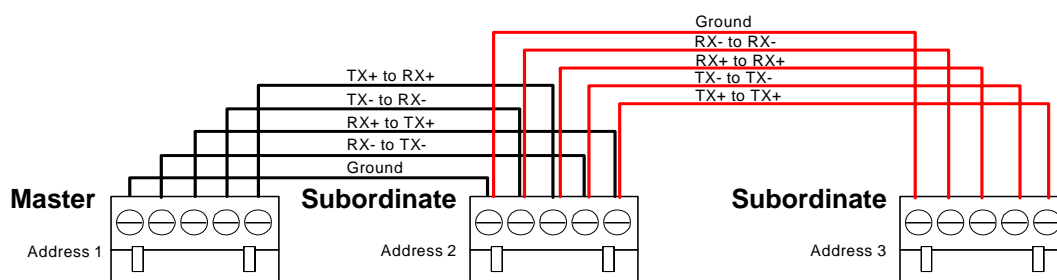 Ground
RX- to RX-
RX+ to RX+
TX- to TX-
TX+ to TX+
TX+ to RX+
TX- to RX-
RX+ to TX+
RX- to TX-
Ground
Master
Subordinate
Subordinate
Address 1
Address 2
Address 3